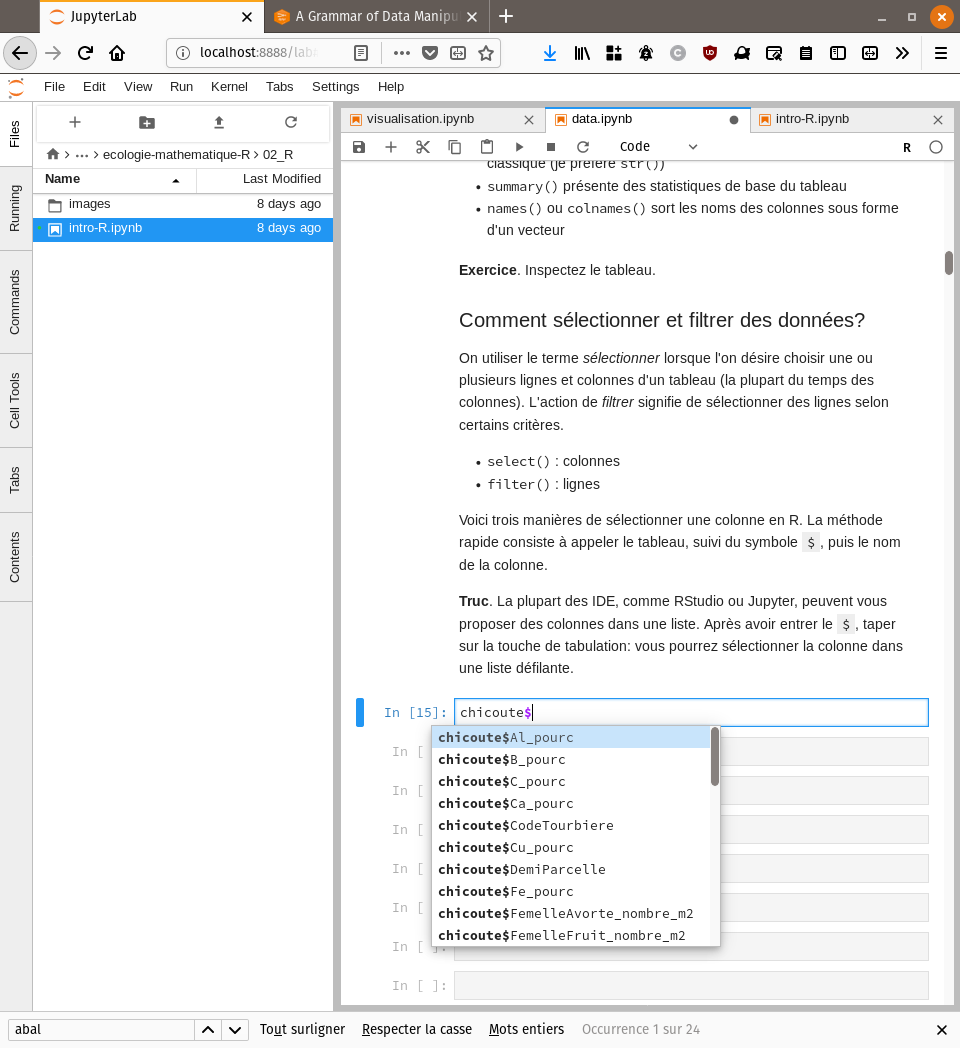 JupyterLab
A Grammar of Data Manipu
localhost:8888/lab
File Edit View Run Kernel Tabs Settings Help
Files
Running
Commands
Cell Tools
Tabs
Contents
ecologie-mathematique-R > 02_R
Name Last Modified
images 8 days ago
intro-R.ipynb 8 days ago
visualisation.ipynb
data.ipynb
intro-R.ipynb
Code
R
classique (je préfère str())
• summary() présente des statistiques de base du tableau
• names() ou colnames() sort les noms des colonnes sous forme
d'un vecteur
Exercice. Inspectez le tableau.
Comment sélectionner et filtrer des données?
On utiliser le terme sélectionner lorsque l'on désire choisir une ou
plusieurs lignes et colonnes d'un tableau (la plupart du temps des
colonnes). L'action de filtrer signifie de sélectionner des lignes selon
certains critères.
• select() : colonnes
• filter() : lignes
Voici trois manières de sélectionner une colonne en R. La méthode
rapide consiste à appeler le tableau, suivi du symbole $, puis le nom
de la colonne.
Truc. La plupart des IDE, comme RStudio ou Jupyter, peuvent vous
proposer des colonnes dans une liste. Après avoir entrer le $, taper
sur la touche de tabulation: vous pourrez sélectionner la colonne dans
une liste défilante.
In [15]: chicoute$
chicoute$Al_pourc
In [
chicoute$B_pourc
chicoute$C_pourc
In [
chicoute$Ca_pourc
chicoute$CodeTourbiere
In [
chicoute$Cu_pourc
chicoute$DemiParcelle
In [
chicoute$Fe_pourc
In [
chicoute$FemelleAvorte_nombre_m2
chicoute$FemelleFruit_nombre_m2
In [ ]:
In [ ]:
abal
Tout surligner
Respecter la casse
Mots entiers
Occurrence 1 sur 24